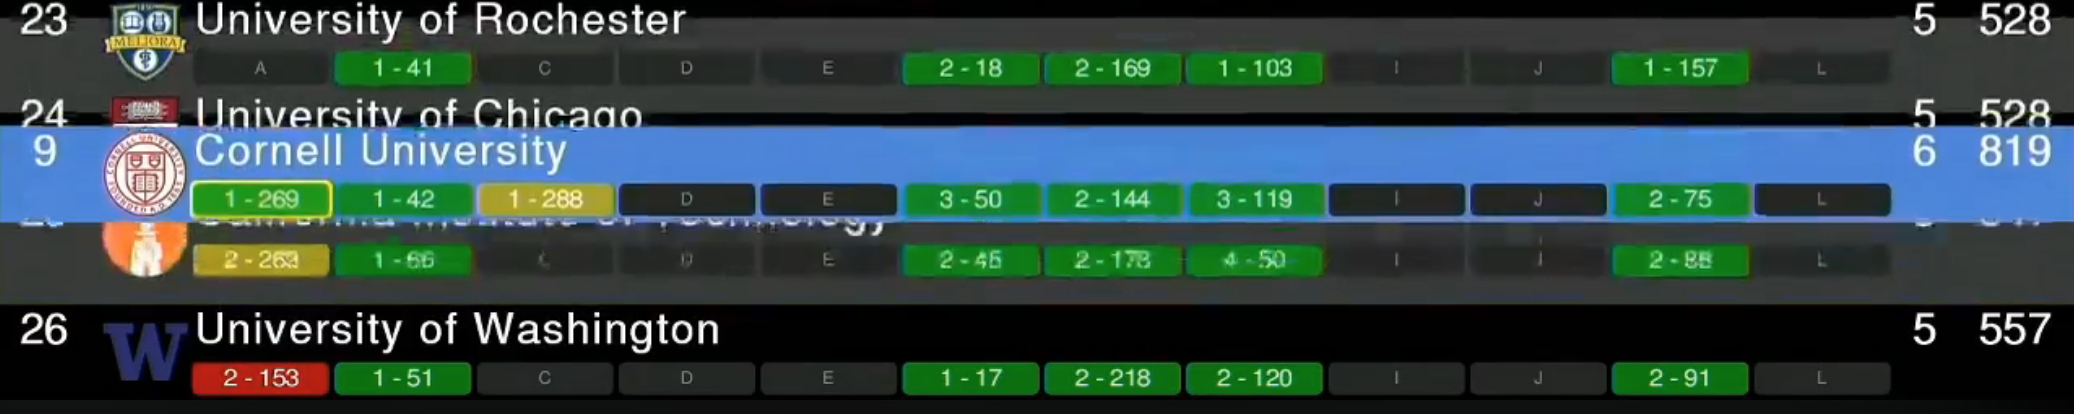 23 University of Rochester 5 528
MELIORA
A 1 - 41 C D E 2 - 18 2 - 169 1 - 103 I J 1 - 157 L
24 University of Chicago 5 528
9 Cornell University 6 819
1 - 269 1 - 42 1 - 288 D E 3 - 50 2 - 144 3 - 119 I J 2 - 75 L
1 - 66 E 2 - 45 2 - 178 4 - 50 I 2 - 88 L
26 University of Washington 5 557
W
2 - 153 1 - 51 C D E 1 - 17 2 - 218 2 - 120 I J 2 - 91 L